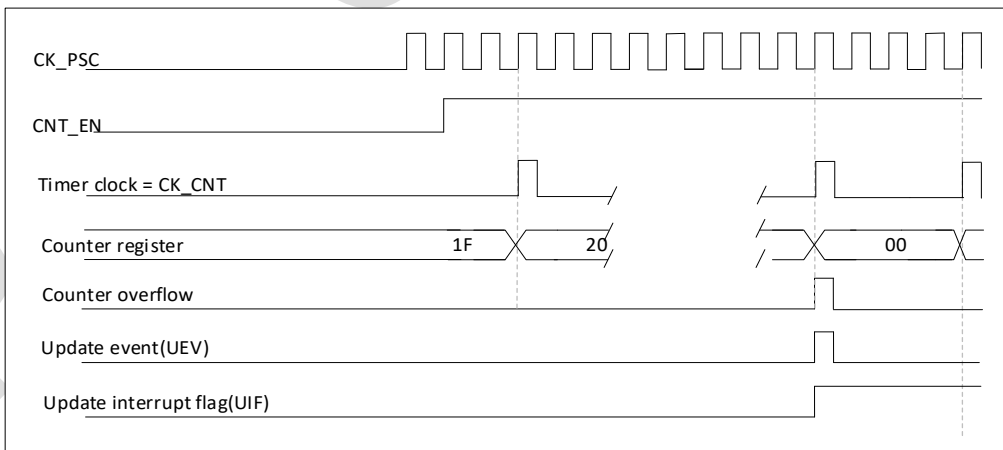 CK_PSC
CNT_EN
Timer clock = CK_CNT
Counter register 1F 20 00
Counter overflow
Update event(UEV)
Update interrupt flag(UIF)